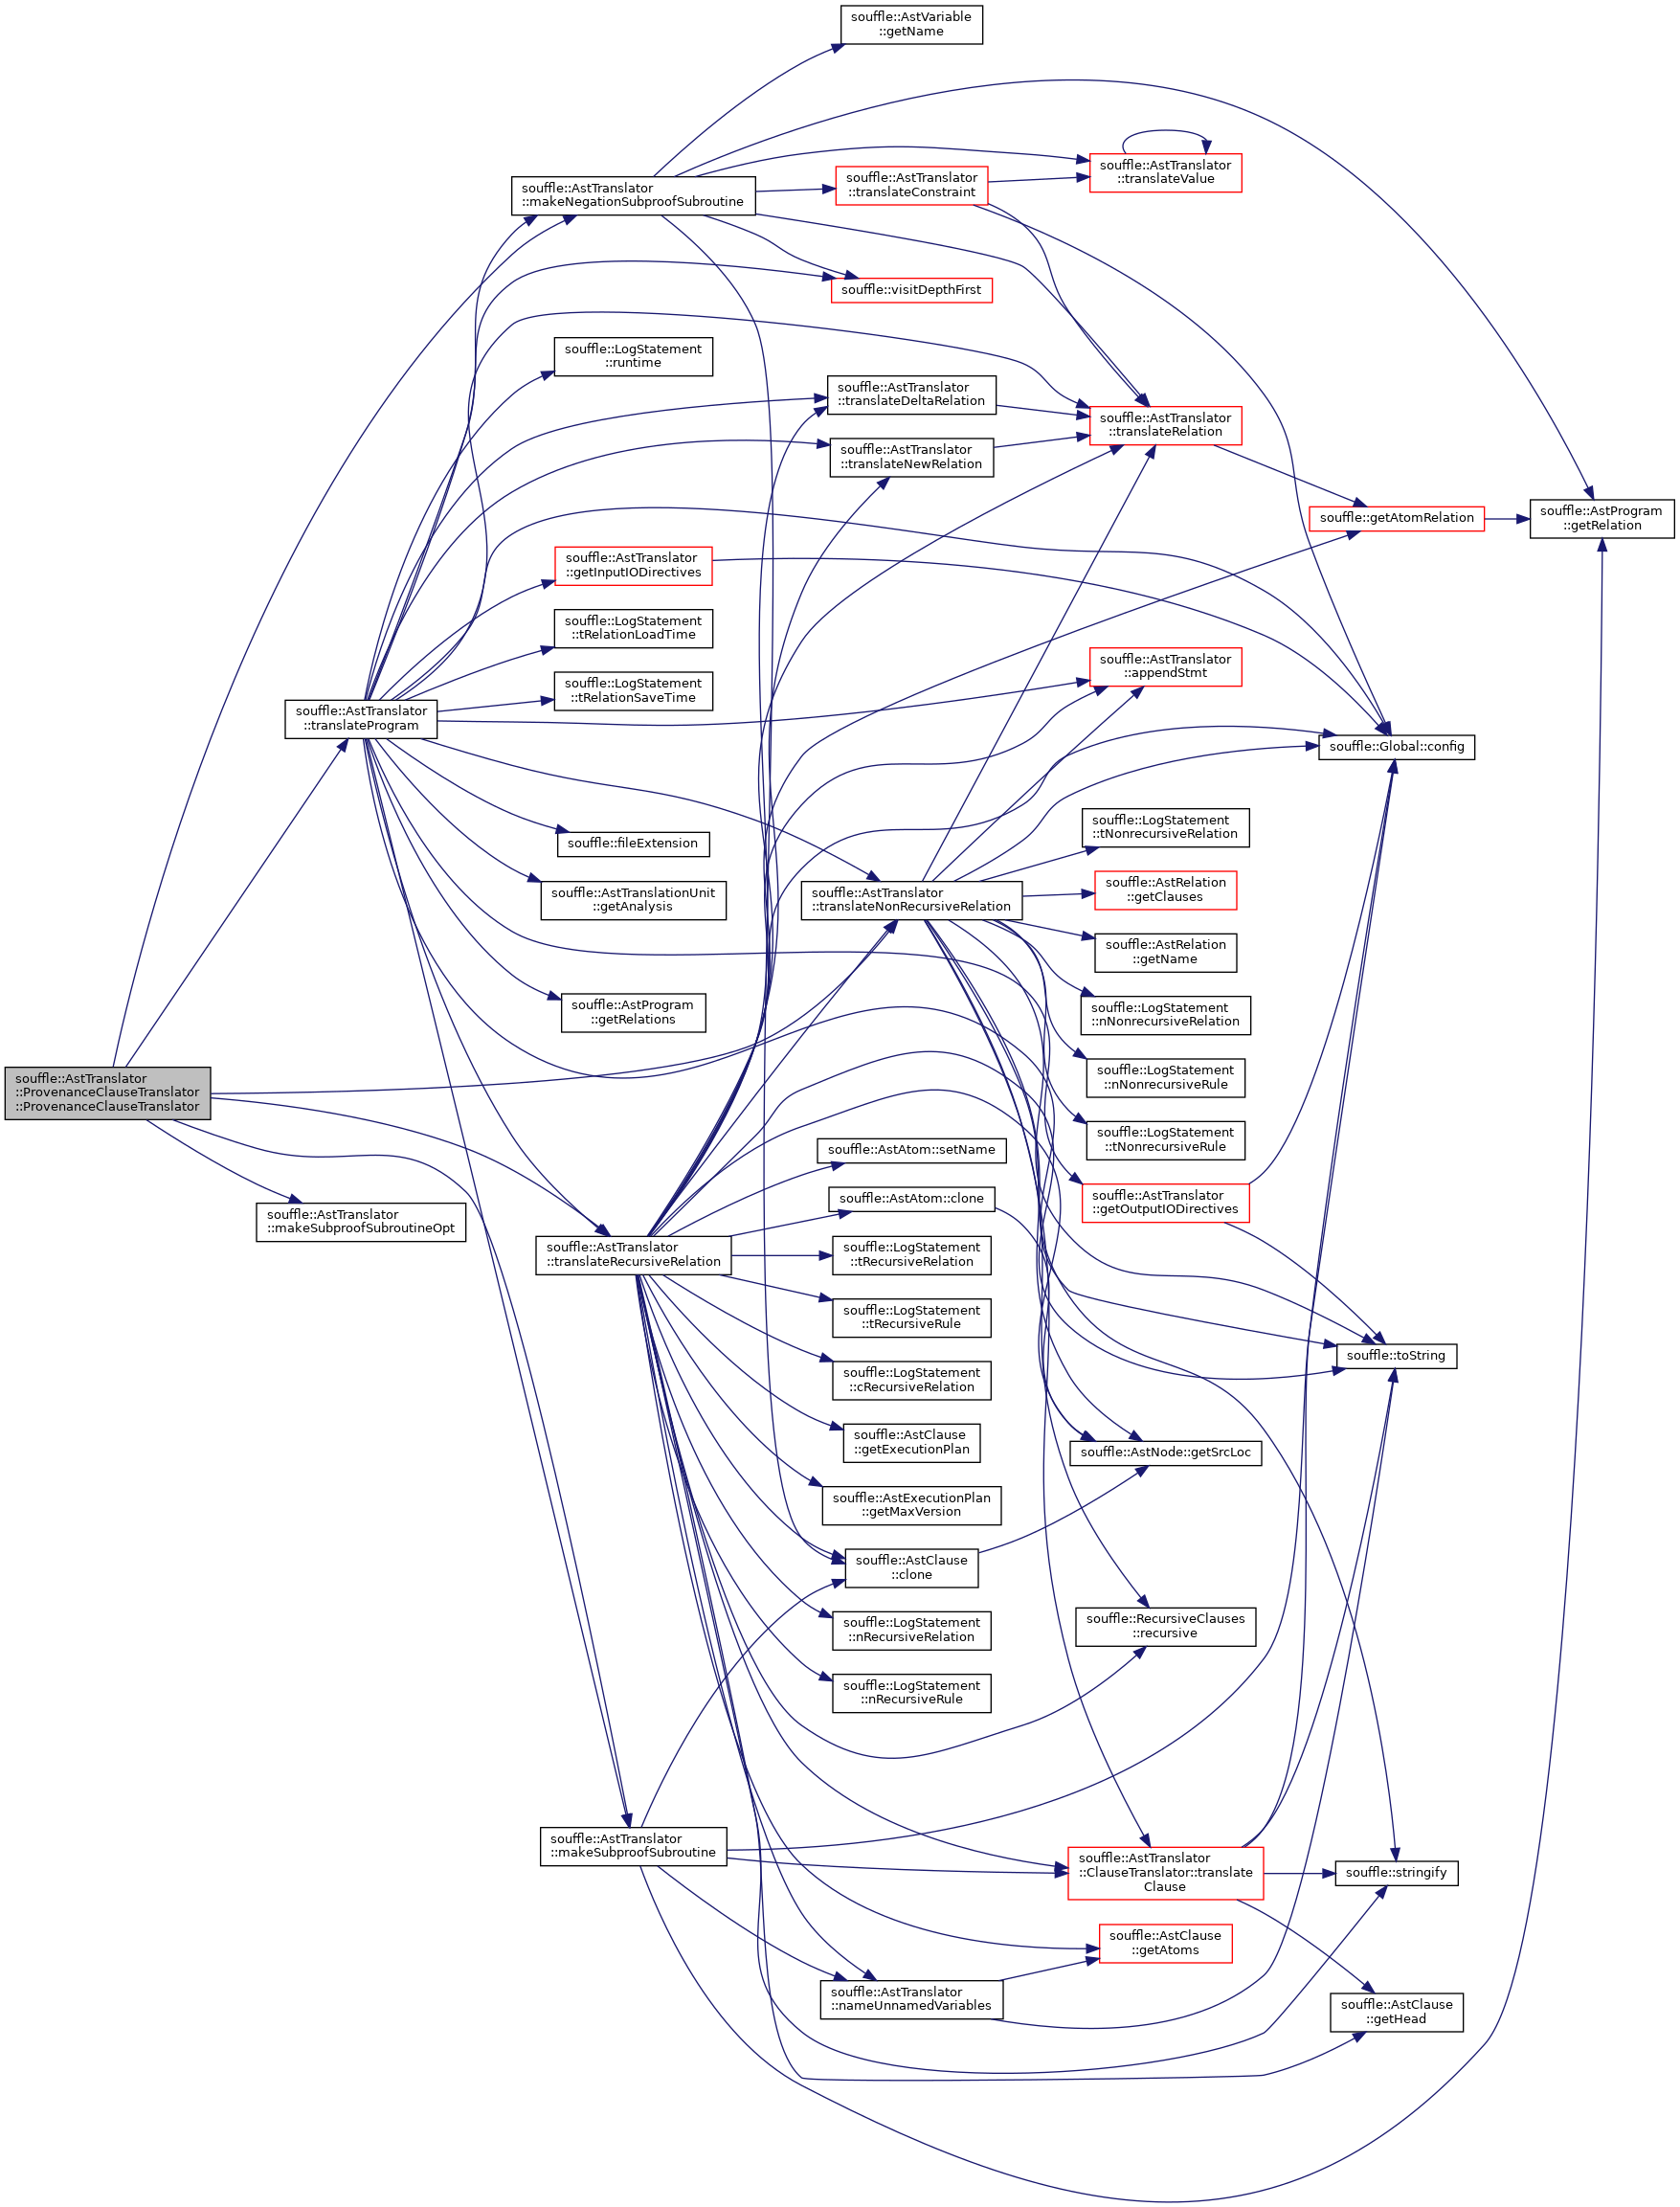 souffle::AstVariable
::getName
souffle::AstTranslator
::translateValue
souffle::AstTranslator
::translateConstraint
souffle::AstTranslator
::makeNegationSubproofSubroutine
souffle::visitDepthFirst
souffle::LogStatement
::runtime
souffle::AstTranslator
::translateDeltaRelation
souffle::AstTranslator
::translateRelation
souffle::AstTranslator
::translateNewRelation
souffle::getAtomRelation
souffle::AstProgram
::getRelation
souffle::AstTranslator
::getInputIODirectives
souffle::LogStatement
::tRelationLoadTime
souffle::AstTranslator
::appendStmt
souffle::LogStatement
::tRelationSaveTime
souffle::AstTranslator
::translateProgram
souffle::Global::config
souffle::LogStatement
::tNonrecursiveRelation
souffle::fileExtension
souffle::AstTranslationUnit
::getAnalysis
souffle::AstTranslator
::translateNonRecursiveRelation
souffle::AstRelation
::getClauses
souffle::AstRelation
::getName
souffle::AstProgram
::getRelations
souffle::LogStatement
::nNonrecursiveRelation
souffle::LogStatement
::nNonrecursiveRule
souffle::AstTranslator
::ProvenanceClauseTranslator
::ProvenanceClauseTranslator
souffle::LogStatement
::tNonrecursiveRule
souffle::AstAtom::setName
souffle::AstAtom::clone
souffle::AstTranslator
::getOutputIODirectives
souffle::AstTranslator
::makeSubproofSubroutineOpt
souffle::AstTranslator
::translateRecursiveRelation
souffle::LogStatement
::tRecursiveRelation
souffle::LogStatement
::tRecursiveRule
souffle::toString
souffle::LogStatement
::cRecursiveRelation
souffle::AstClause
::getExecutionPlan
souffle::AstNode::getSrcLoc
souffle::AstExecutionPlan
::getMaxVersion
souffle::AstClause
::clone
souffle::RecursiveClauses
::recursive
souffle::LogStatement
::nRecursiveRelation
souffle::LogStatement
::nRecursiveRule
souffle::AstTranslator
::makeSubproofSubroutine
souffle::AstTranslator
::ClauseTranslator::translate
Clause
souffle::stringify
souffle::AstClause
::getAtoms
souffle::AstTranslator
::nameUnnamedVariables
souffle::AstClause
::getHead